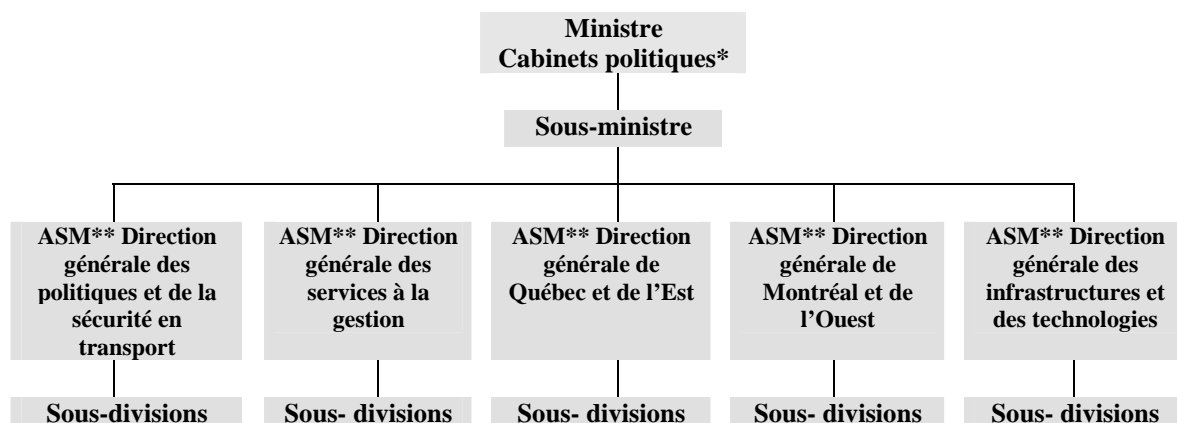 Ministre
Cabinets politiques*
Sous-ministre
ASM** Direction
générale des
politiques et de la
sécurité en
transport
ASM** Direction
générale des
services à la
gestion
ASM** Direction
générale de
Québec et de l’Est
ASM** Direction
générale de
Montréal et de
l’Ouest
ASM** Direction
générale des
infrastructures et
des technologies
Sous-divisions
Sous- divisions
Sous- divisions
Sous- divisions
Sous- divisions